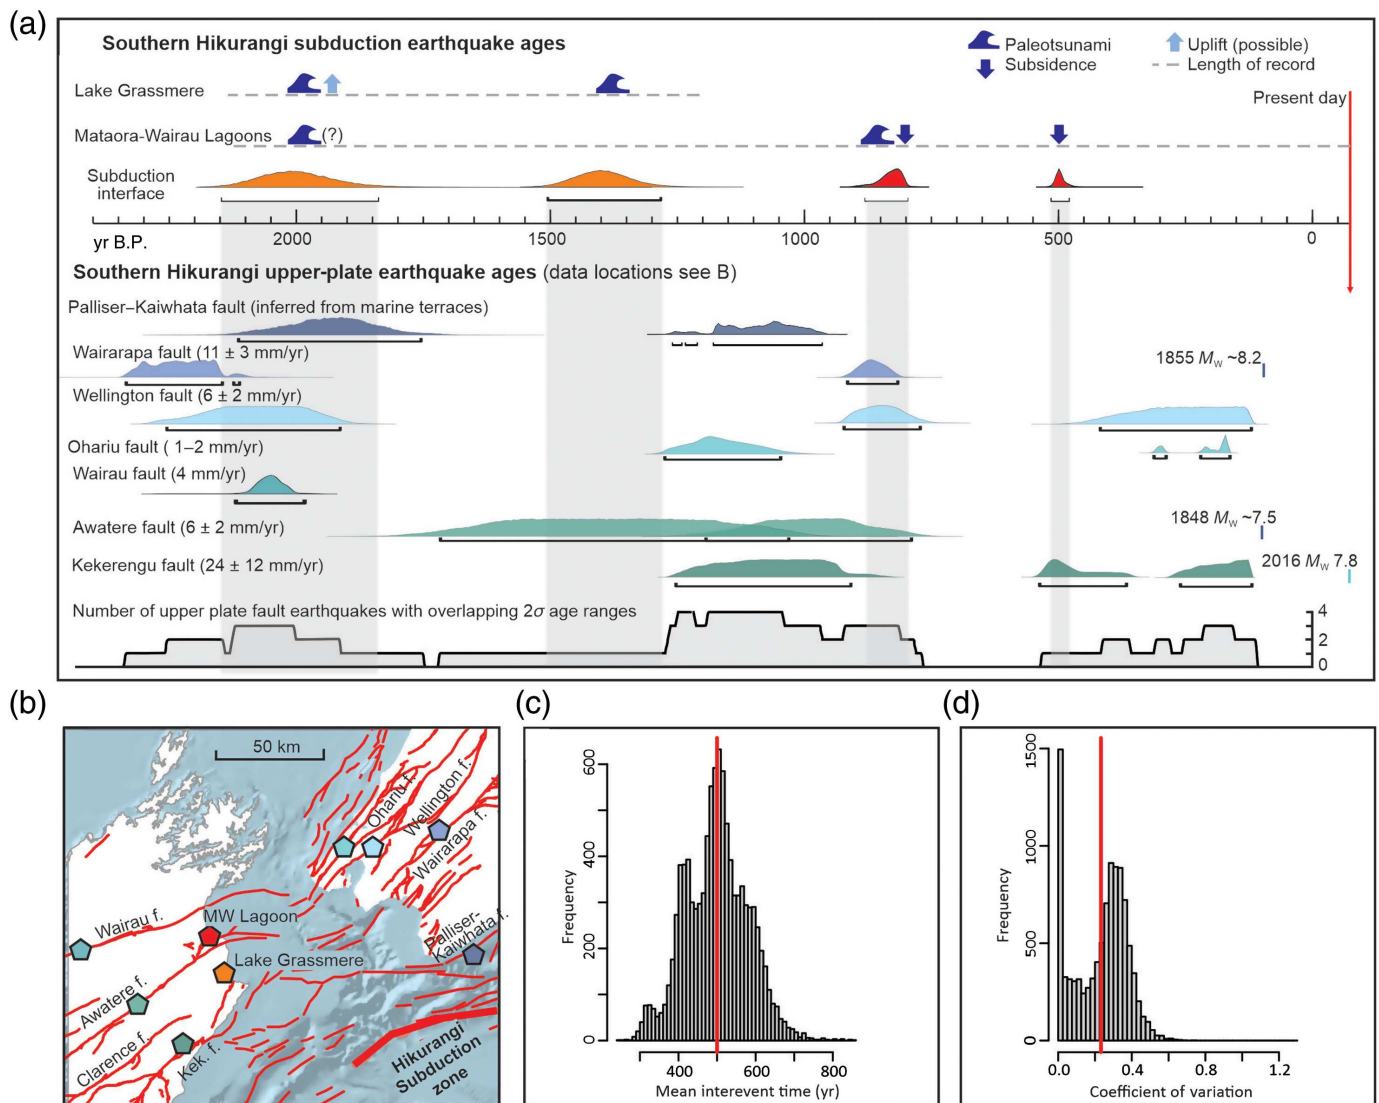 (a)
Southern Hikurangi subduction earthquake ages
Paleotsunami
Uplift (possible)
Subsidence
Length of record
Lake Grassmere
Present day
Mataora-Wairau Lagoons
(?)
Subduction
interface
yr B.P.
2000
1500
1000
500
0
Southern Hikurangi upper-plate earthquake ages (data locations see B)
Palliser–Kaiwhata fault (inferred from marine terraces)
Wairarapa fault (11 ± 3 mm/yr)
1855 Mw ~8.2
Wellington fault (6 ± 2 mm/yr)
Ohariu fault ( 1–2 mm/yr)
Wairau fault (4 mm/yr)
Awatere fault (6 ± 2 mm/yr)
1848 Mw ~7.5
Kekerengu fault (24 ± 12 mm/yr)
2016 Mw 7.8
Number of upper plate fault earthquakes with overlapping 2σ age ranges
4
2
0
(b)
50 km
Ohariu f.
Wellington f.
Wairarapa f.
Wairau f.
MW Lagoon
Palliser-
Kaiwhata f.
Lake Grassmere
Awatere f.
Clarence f.
Kek. f.
Hikurangi
Subduction
zone
(c)
600
400
200
0
Frequency
400
600
800
Mean interevent time (yr)
(d)
1500
1000
500
0
Frequency
0.0
0.4
0.8
1.2
Coefficient of variation